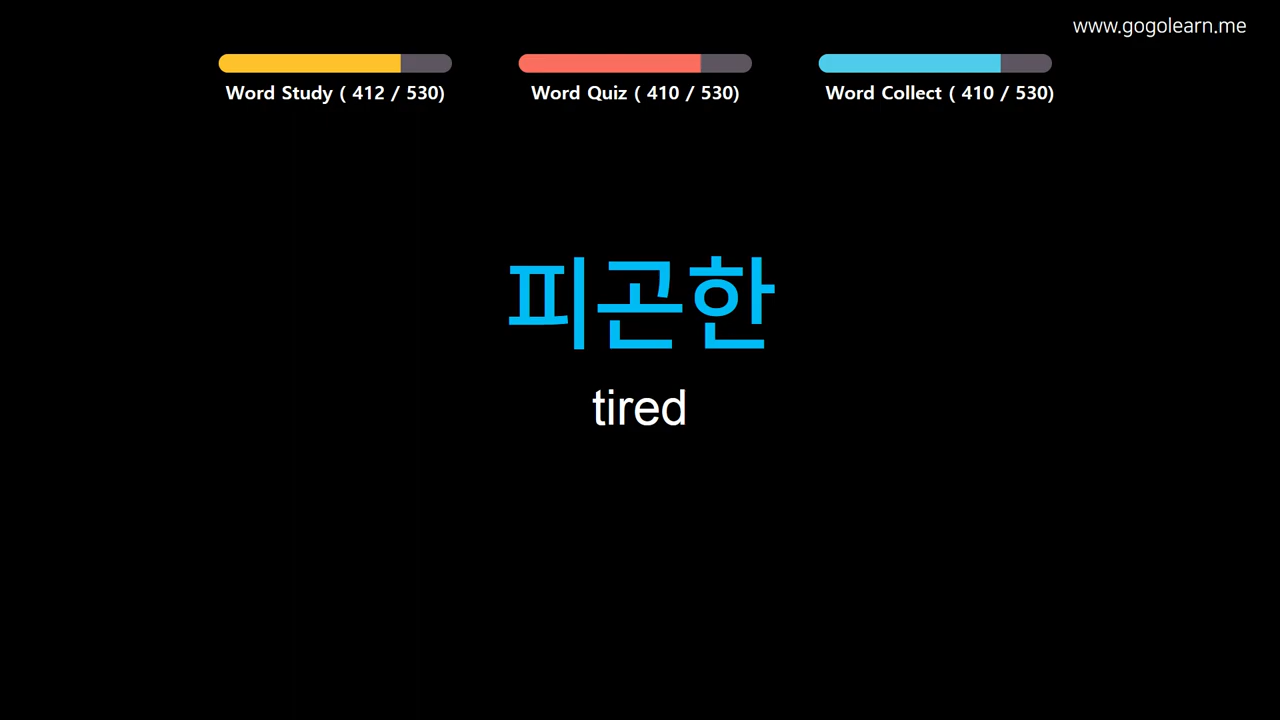 www.gogolearn.me
Word Study ( 412 / 530)
Word Quiz ( 410 / 530)
Word Collect ( 410 / 530)
피곤한
tired